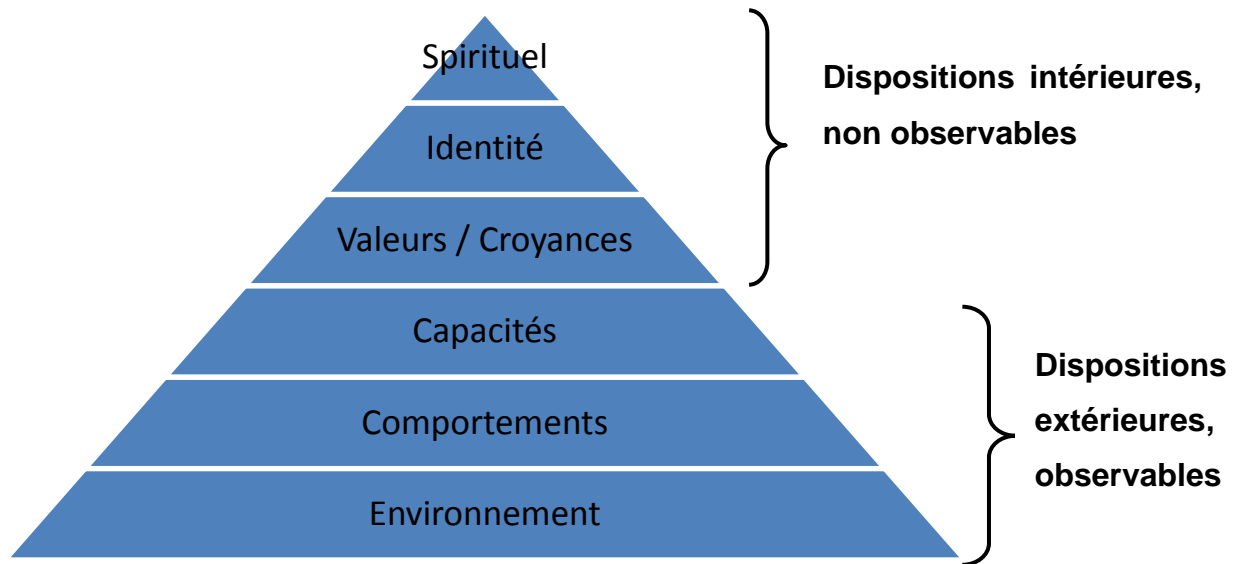 Spirituel
Identité
Valeurs / Croyances
Capacités
Comportements
Environnement
Dispositions intérieures,
non observables
Dispositions
extérieures,
observables